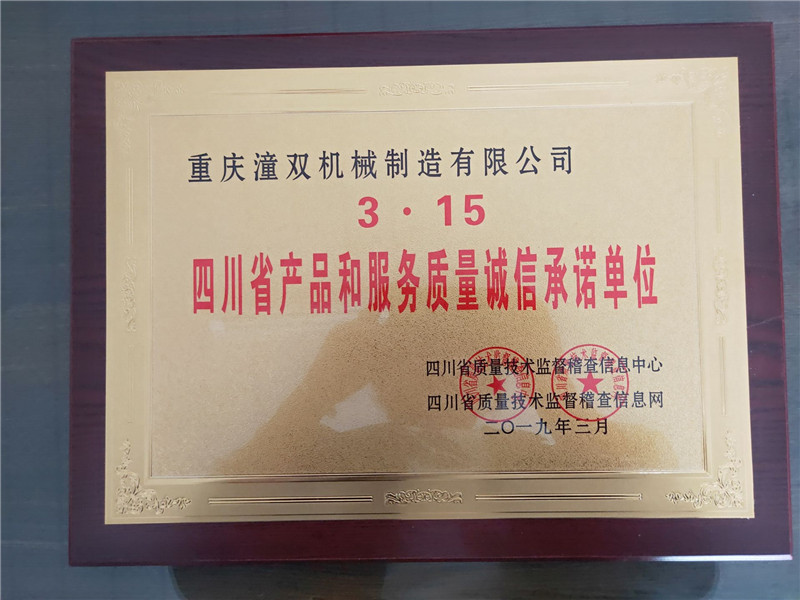 重庆潼双机械制造有限公司
3·15
四川省产品和服务质量诚信承诺单位
四川省质量技术监督稽查信息中心
四川省质量技术监督稽查信息网
二〇一九年三月